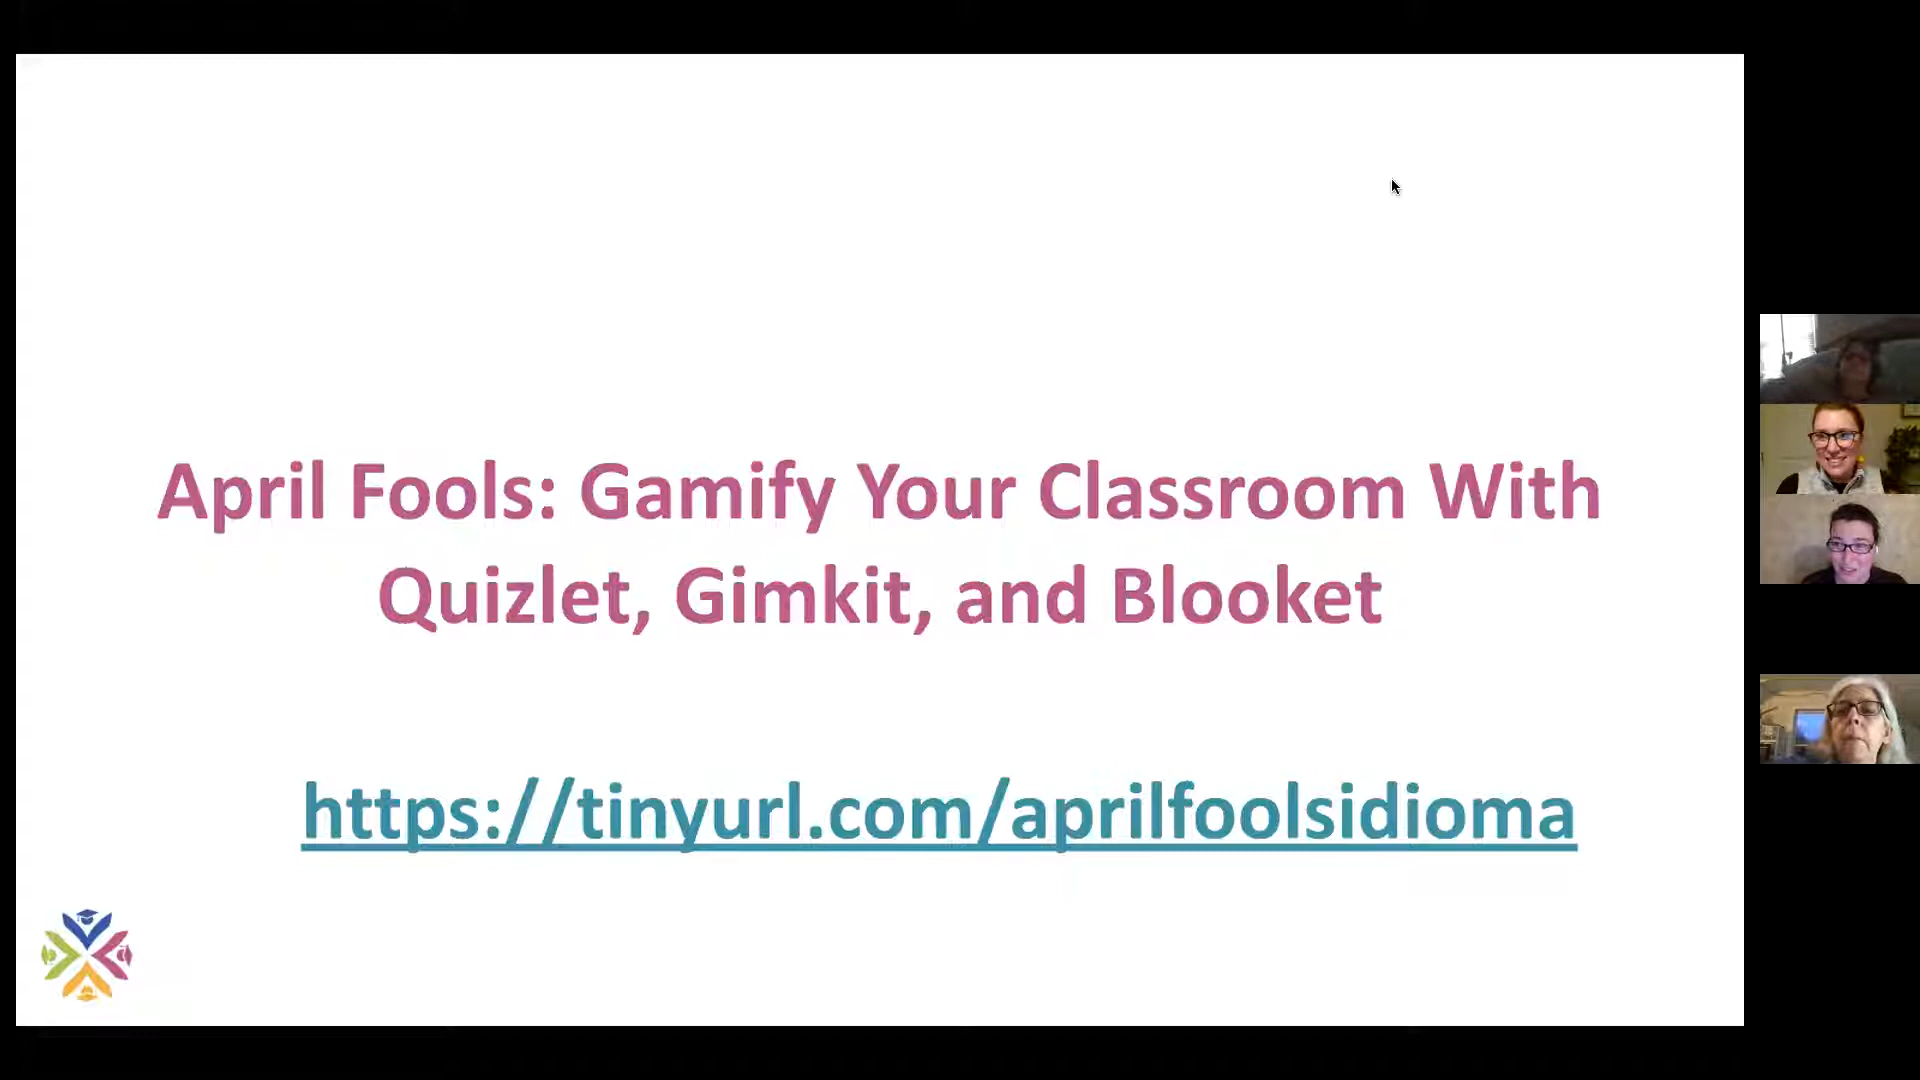 April Fools: Gamify Your Classroom With
Quizlet, Gimkit, and Blooket
https://tinyurl.com/aprilfoolsidioma